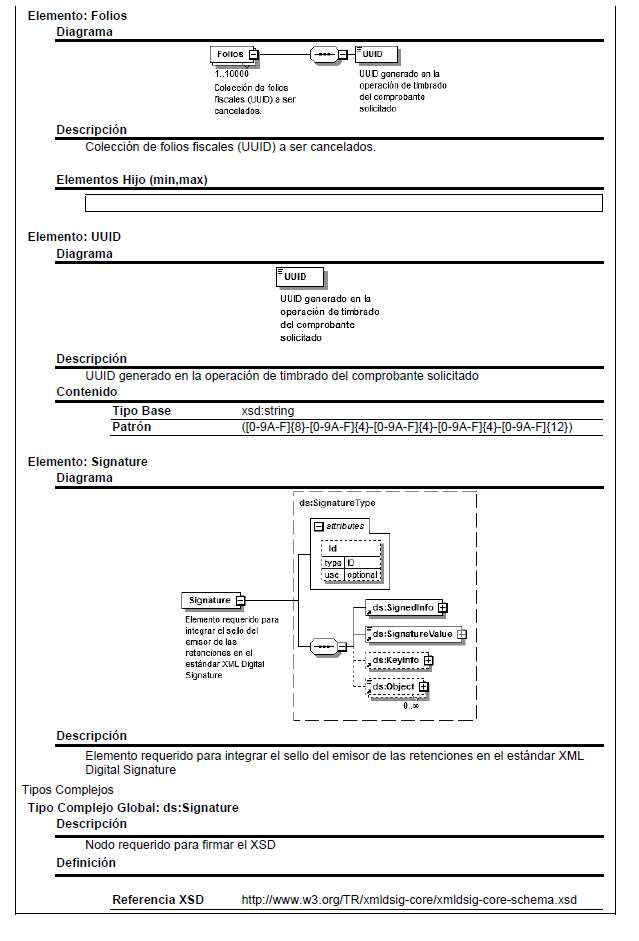 Elemento: Folios
Diagrama
Folios
UUID
1..10000
Colección de folios
fiscales (UUID) a ser
cancelados.
UUID generado en la
operación de timbrado
del comprobante
solicitado
Descripción
Colección de folios fiscales (UUID) a ser cancelados.
Elementos Hijo (min,max)
Elemento: UUID
Diagrama
UUID
UUID generado en la
operación de timbrado
del comprobante
solicitado
Descripción
UUID generado en la operación de timbrado del comprobante solicitado
Contenido
Tipo Base xsd:string
Patrón ([0-9A-F]{8}-[0-9A-F]{4}-[0-9A-F]{4}-[0-9A-F]{4}-[0-9A-F]{12})
Elemento: Signature
Diagrama
ds:SignatureType
attributes
Id
type ID
use optional
Signature
Elemento requerido para
integrar el sello del
emisor de las
retenciones en el
estándar XML Digital
Signature
ds:SignedInfo
ds:SignatureValue
ds:KeyInfo
ds:Object
0..∞
Descripción
Elemento requerido para integrar el sello del emisor de las retenciones en el estándar XML
Digital Signature
Tipos Complejos
Tipo Complejo Global: ds:Signature
Descripción
Nodo requerido para firmar el XSD
Definición
Referencia XSD http://www.w3.org/TR/xmldsig-core/xmldsig-core-schema.xsd